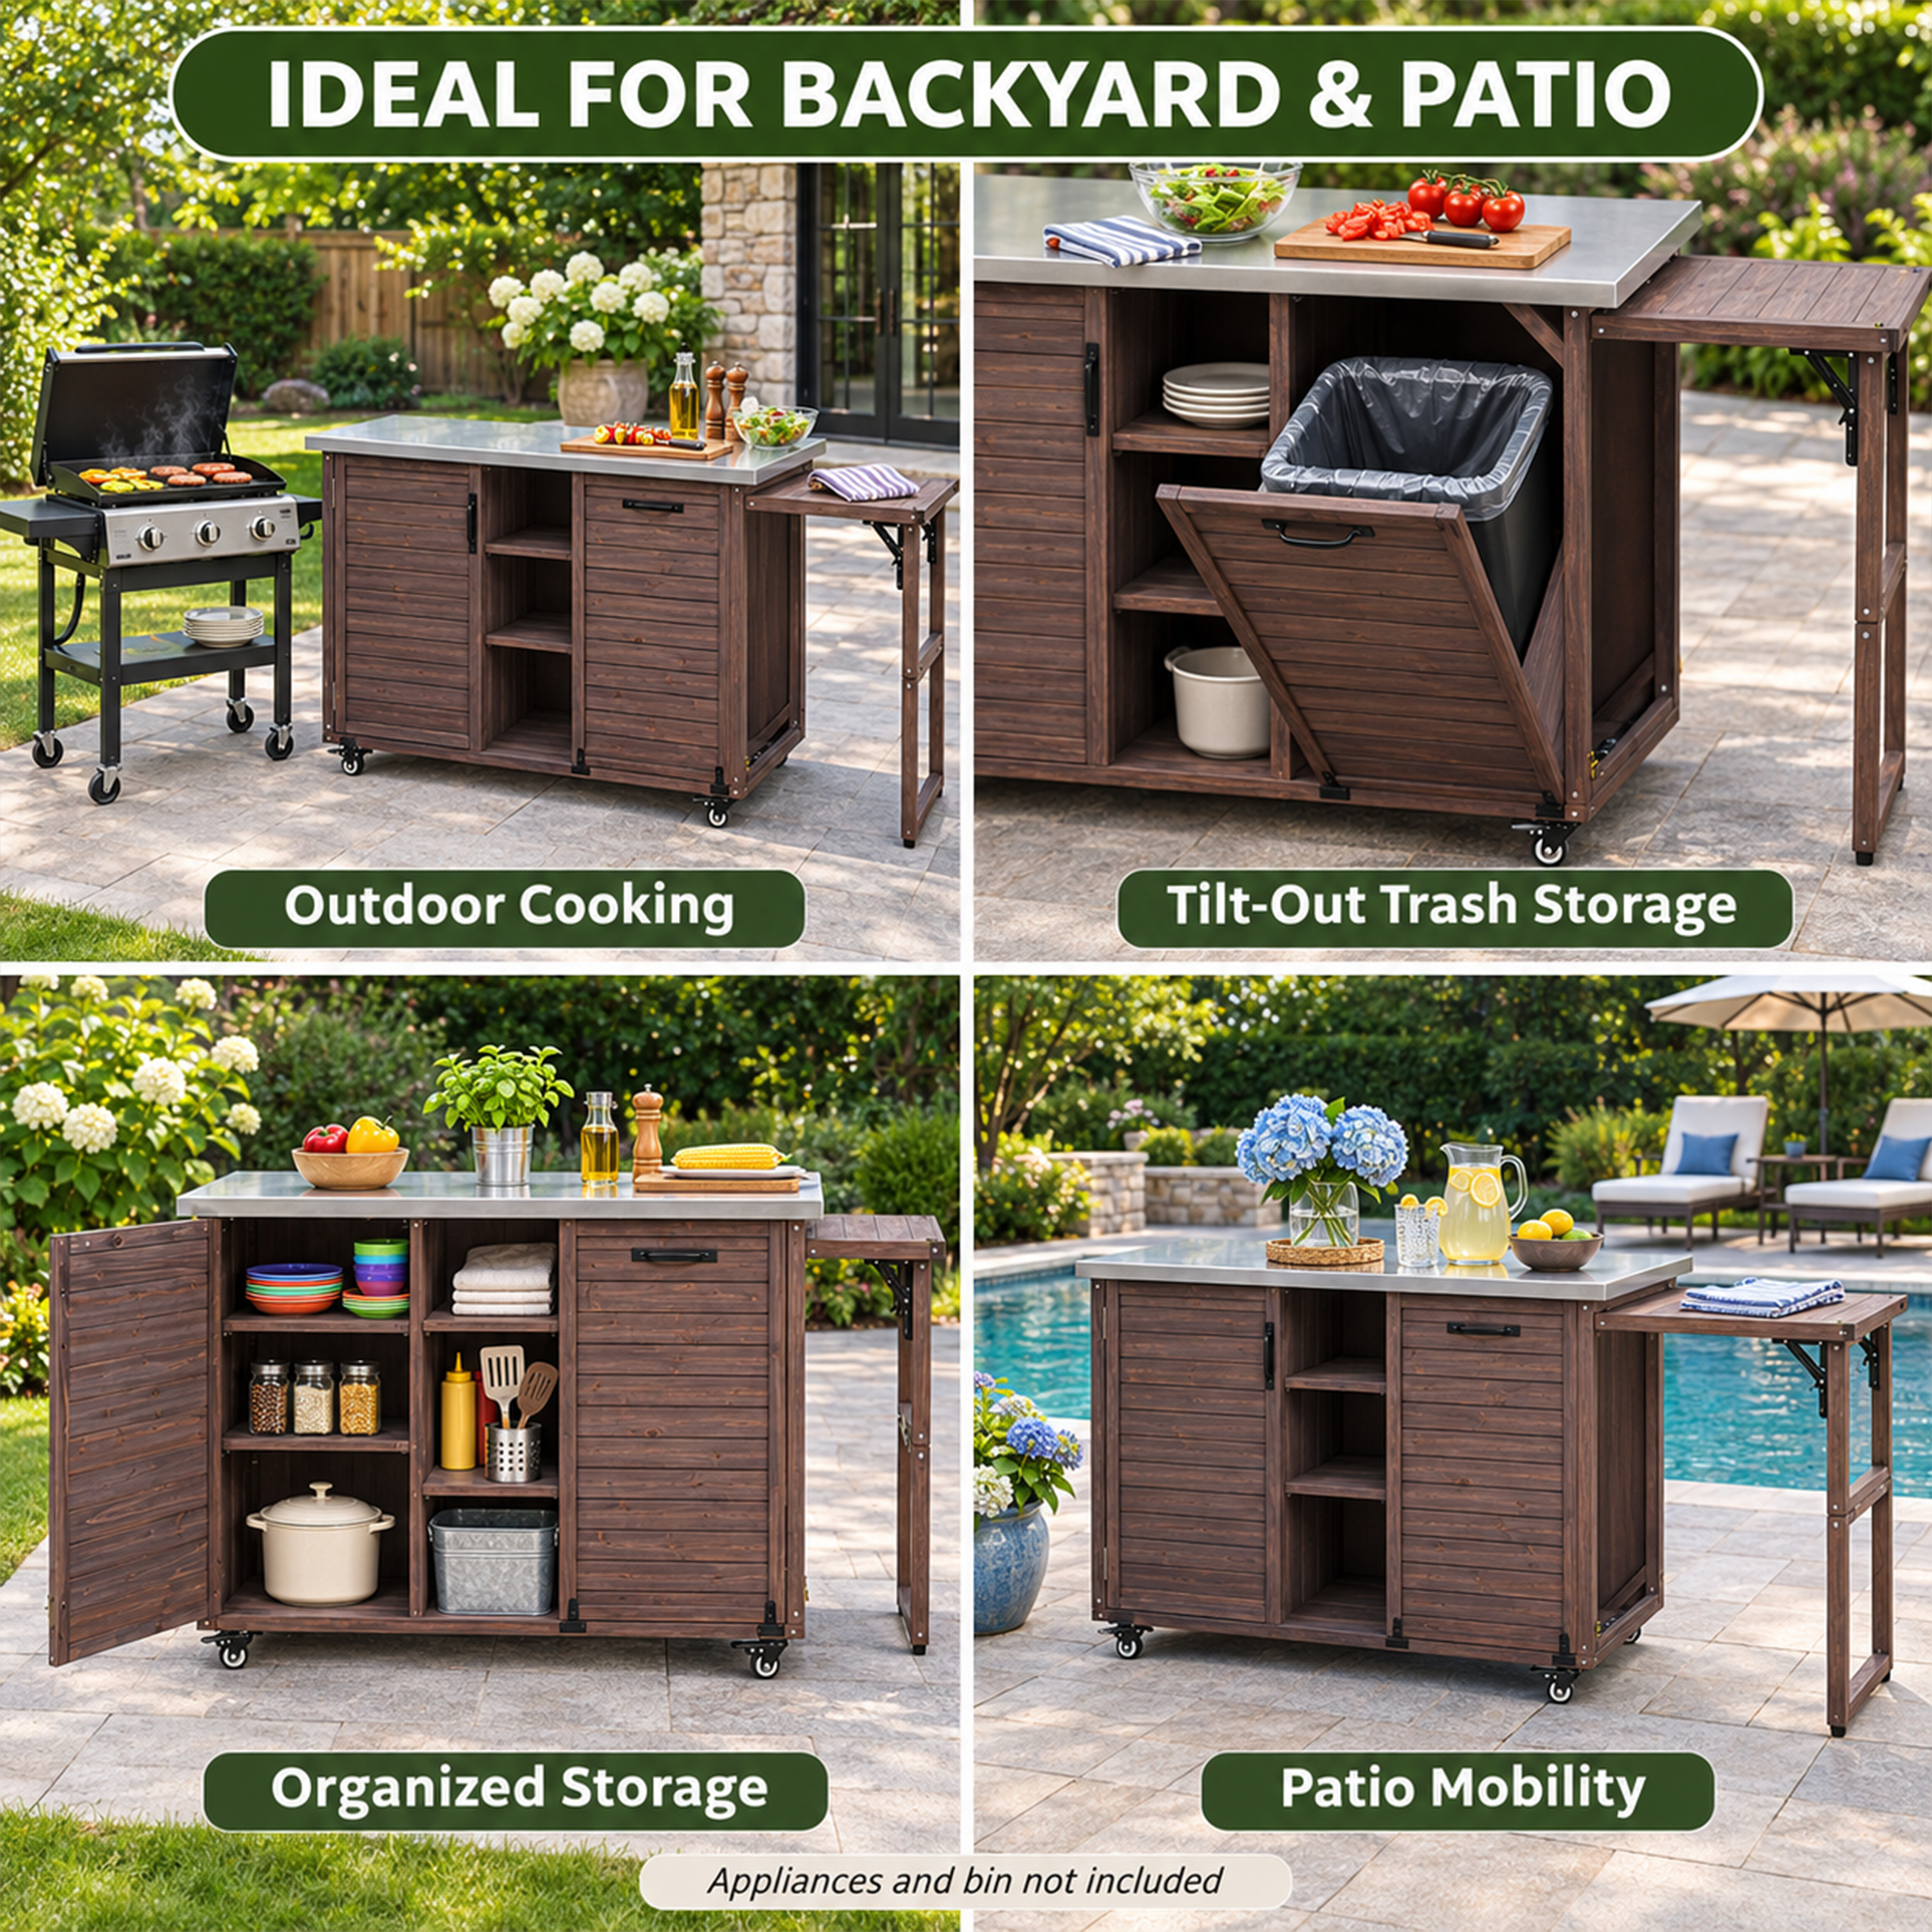 IDEAL FOR BACKYARD & PATIO
Outdoor Cooking
Tilt-Out Trash Storage
Organized Storage
Patio Mobility
Appliances and bin not included